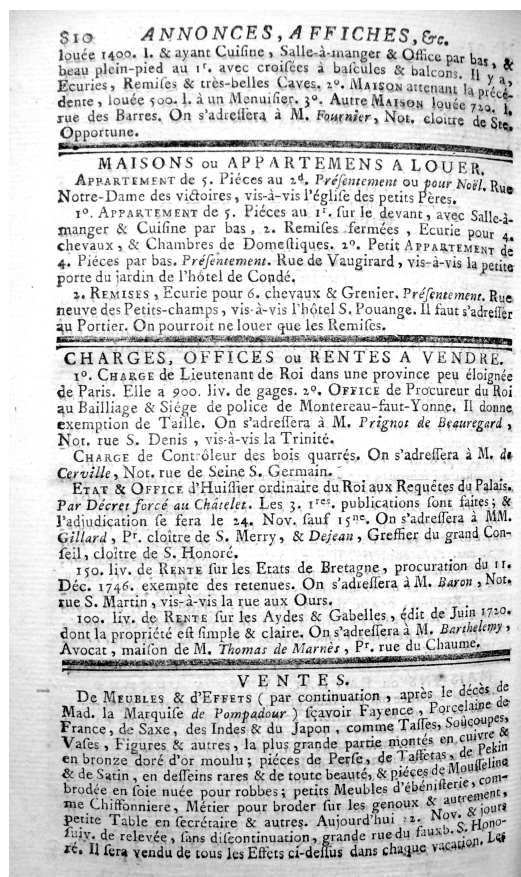 810 ANNONCES, AFFICHES, &c.
louée 1400. l. & ayant Cuiſine, Salle-à-manger & Office par bas, &
beau plein-pied au 1ʳ. avec croiſées à baſcules & balcons. Il y a,
Ecuries, Remiſes & très-belles Caves. 2°. MAISON attenant la précé-
dente, louée 500. l. à un Menuiſier. 3°. Autre MAISON louée 720. l.
rue des Barres. On s'adreſſera à M. Fournier, Not. cloître de Ste.
Opportune.
MAISONS ou APPARTEMENS A LOUER.
APPARTEMENT de 5. Piéces au 2ᵈ. Préſentement ou pour Noël. Rue
Notre-Dame des victoires, vis-à-vis l'égliſe des petits Pères.
1°. APPARTEMENT de 5. Piéces au 1ʳ. ſur le devant, avec Salle-à-
manger & Cuiſine par bas, 2. Remiſes fermées, Ecurie pour 4.
chevaux, & Chambres de Domeſtiques. 2°. Petit APPARTEMENT de
4. Piéces par bas. Préſentement. Rue de Vaugirard, vis-à-vis la petite
porte du jardin de l'hôtel de Condé.
2. REMISES, Ecurie pour 6. chevaux & Grenier. Préſentement. Rue
neuve des Petits-champs, vis-à-vis l'hôtel S. Pouange. Il faut s'adreſſer
au Portier. On pourroit ne louer que les Remiſes.
CHARGES, OFFICES ou RENTES A VENDRE.
1°. CHARGE de Lieutenant de Roi dans une province peu éloignée
de Paris. Elle a 900. liv. de gages. 2°. OFFICE de Procureur du Roi
au Bailliage & Siége de police de Montereau-faut-Yonne. Il donne
exemption de Taille. On s'adreſſera à M. Prignot de Beauregard,
Not. rue S. Denis, vis-à-vis la Trinité.
CHARGE de Contrôleur des bois quarrés. On s'adreſſera à M. de
Cerville, Not. rue de Seine S. Germain.
ETAT & OFFICE d'Huiſſier ordinaire du Roi aux Requêtes du Palais.
Par Décret forcé au Châtelet. Les 3. 1ʳᵉˢ. publications ſont faites; &
l'adjudication ſe fera le 24. Nov. ſauf 15ⁿᵉ. On s'adreſſera à MM.
Gillard, Pʳ. cloître de S. Merry, & Dejean, Greffier du grand Con-
ſeil, cloître de S. Honoré.
150. liv. de RENTE ſur les Etats de Bretagne, procuration du 11.
Déc. 1746. exempte des retenues. On s'adreſſera à M. Baron, Not.
rue S. Martin, vis-à-vis la rue aux Ours.
100. liv. de RENTE ſur les Aydes & Gabelles, édit de Juin 1720.
dont la propriété eſt ſimple & claire. On s'adreſſera à M. Barthelemy,
Avocat, maiſon de M. Thomas de Marnès, Pʳ. rue du Chaume.
VENTES.
De MEUBLES & d'EFFETS (par continuation, après le décès de
Mad. la Marquiſe de Pompadour) ſçavoir Fayence, Porcelaine de
France, de Saxe, des Indes & du Japon, comme Taſſes, Soucoupes,
Vaſes, Figures & autres, la plus grande partie montés en cuivre &
en bronze doré d'or moulu; piéces de Perſe, de Taffetas, de Pekin
& de Satin, en deſſeins rares & de toute beauté, & piéces de Mouſſeline
brodée en ſoie nuée pour robbes; petits Meubles d'ébéniſterie, com-
me Chiffonniere, Métier pour broder ſur les genoux & autrement,
petite Table en ſecrétaire & autres. Aujourd'hui 22. Nov. & jours
ſuiv. de relevée, ſans diſcontinuation, grande rue du fauxb. S. Hono-
ré. Il ſera vendu de tous les Effets ci-deſſus dans chaque vacation. Les